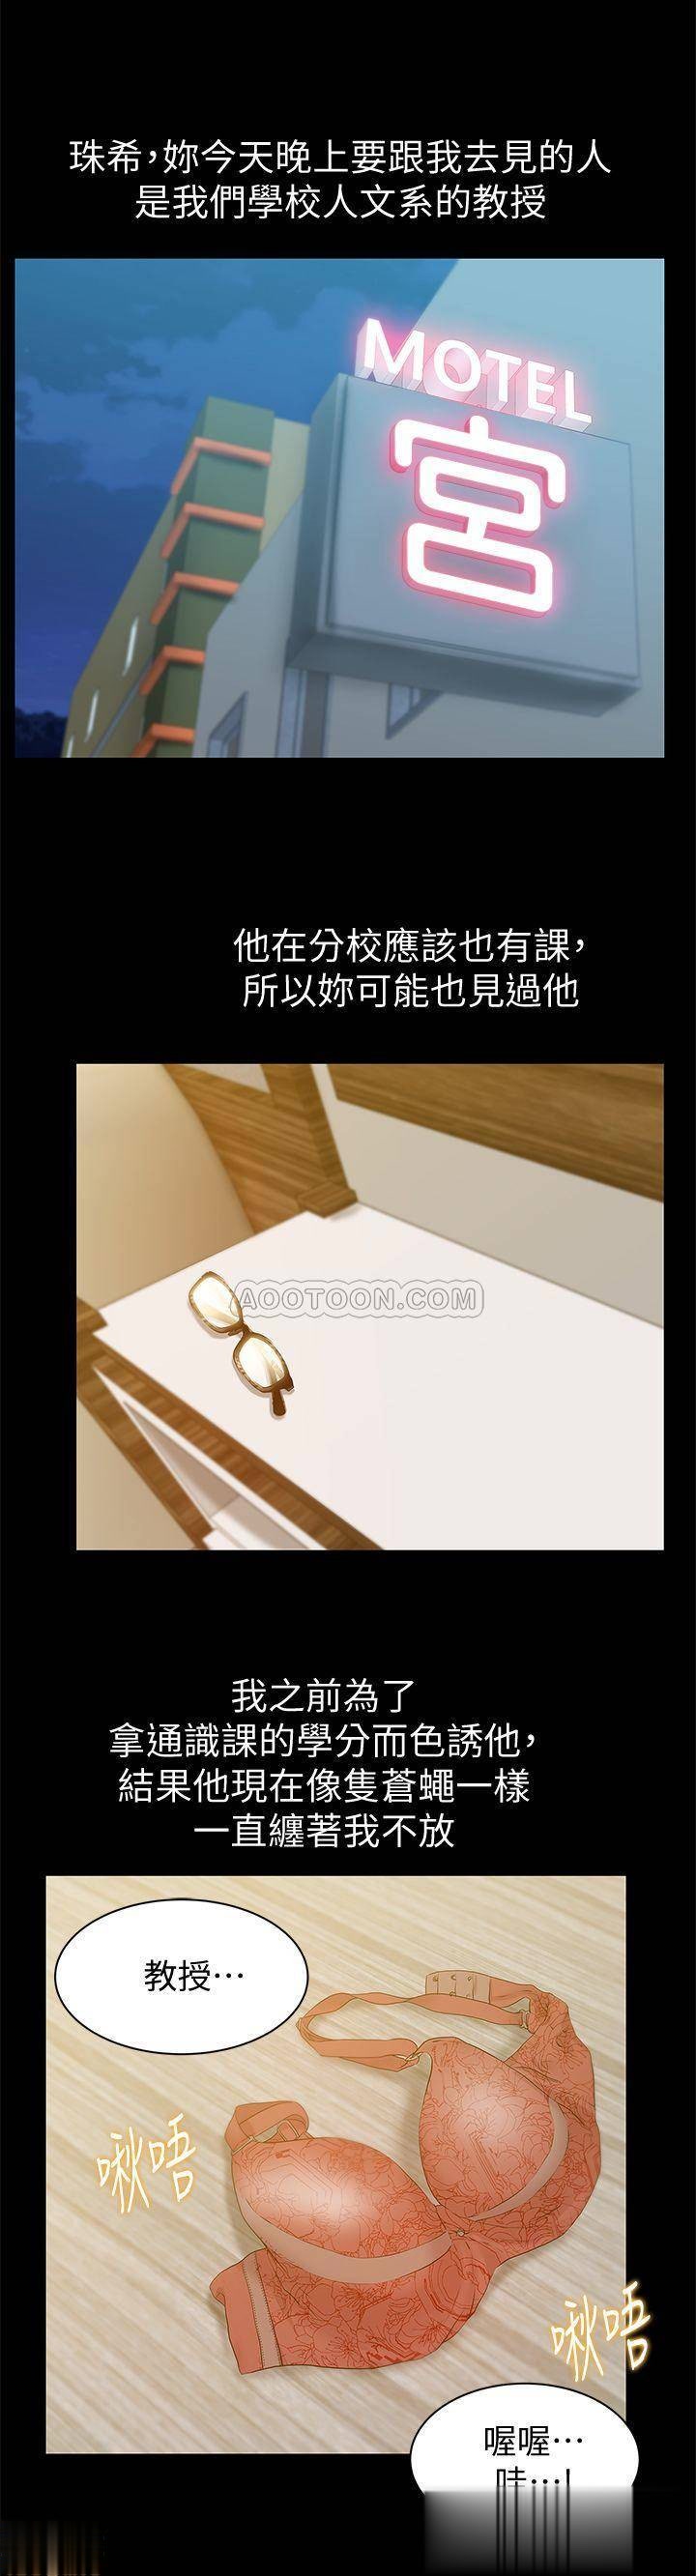 珠希，妳今天晚上要跟我去見的人
是我們學校人文系的教授
MOTEL
宮
他在分校應該也有課，
所以妳可能也見過他
AOOTOON.COM
我之前為了
拿通識課的學分而色誘他，
結果他現在像隻蒼蠅一樣
一直纏著我不放
教授…
啾唔
啾唔
喔喔…
哇…!